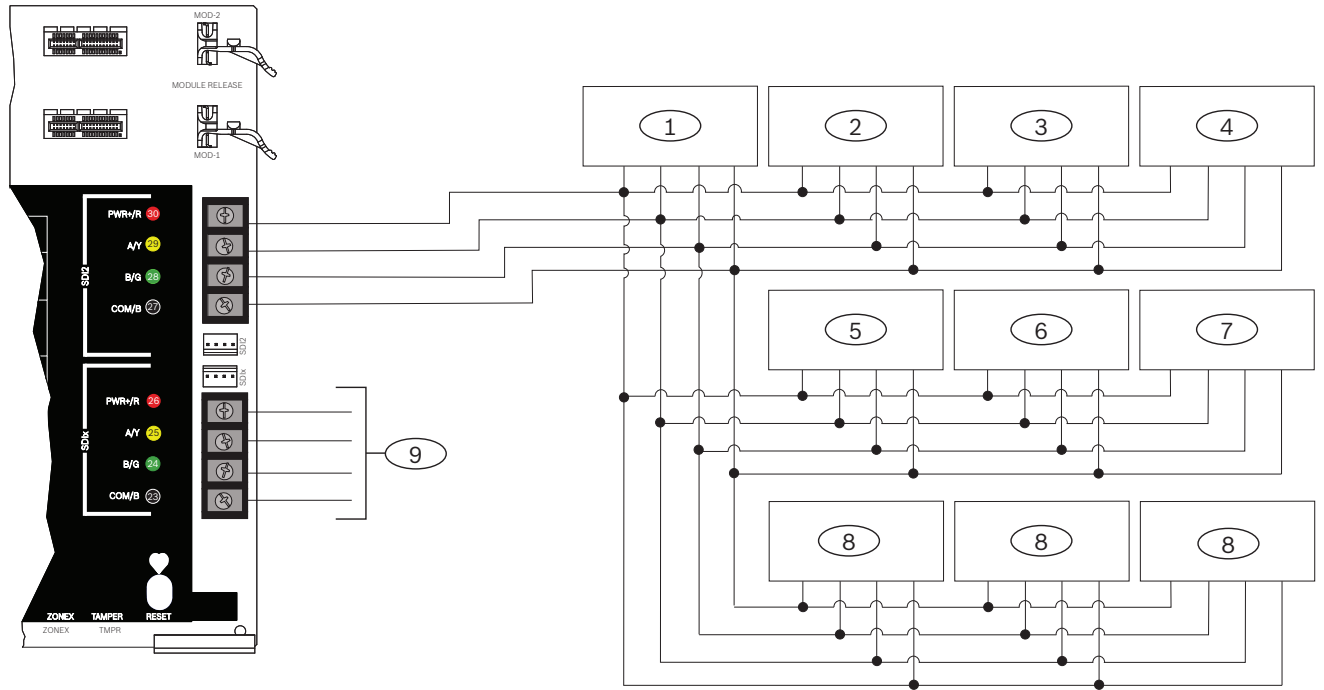 MOD-2
MODULE RELEASE
MOD-1
1
2
3
4
PWR+/R 30
A/Y 29
B/G 28
COM/B 27
SDI2
SDI2
SDIx
5
6
7
PWR+/R 26
A/Y 25
B/G 24
COM/B 23
SDIx
9
8
8
8
ZONEX TAMPER RESET
ZONEX TMPR